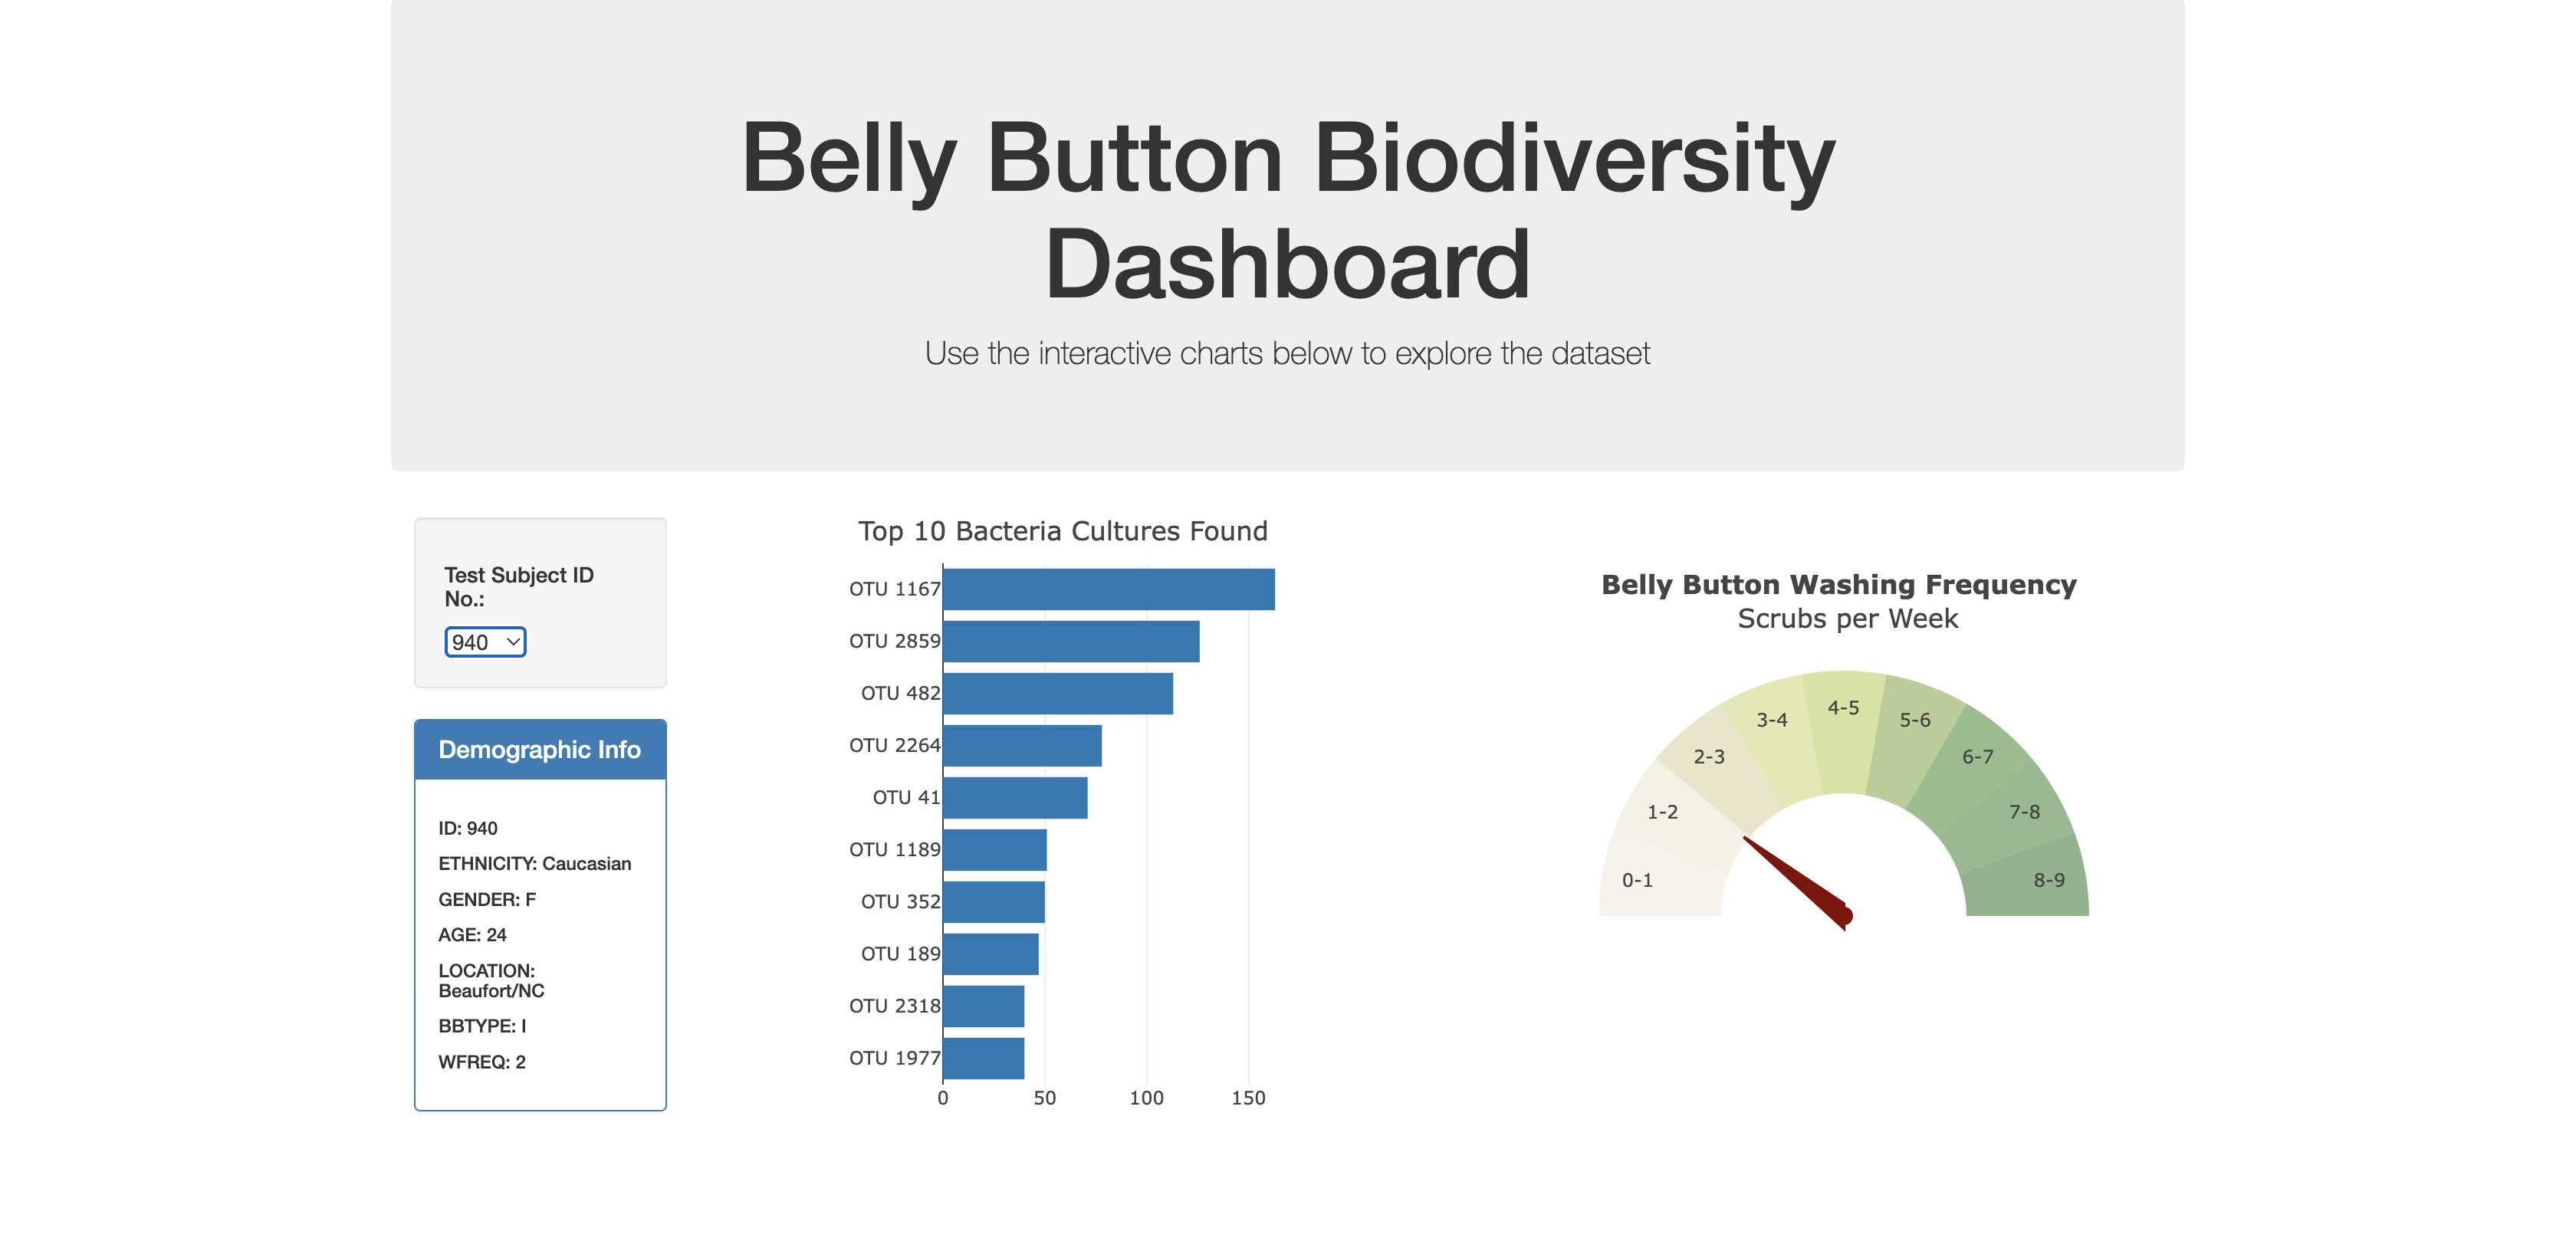 Belly Button Biodiversity
Dashboard
Use the interactive charts below to explore the dataset
Test Subject ID
No.:
940
Demographic Info
ID: 940
ETHNICITY: Caucasian
GENDER: F
AGE: 24
LOCATION:
Beaufort/NC
BBTYPE: I
WFREQ: 2
Top 10 Bacteria Cultures Found
OTU 1167
OTU 2859
OTU 482
OTU 2264
OTU 41
OTU 1189
OTU 352
OTU 189
OTU 2318
OTU 1977
0 50 100 150
Belly Button Washing Frequency
Scrubs per Week
0-1
1-2
2-3
3-4
4-5
5-6
6-7
7-8
8-9